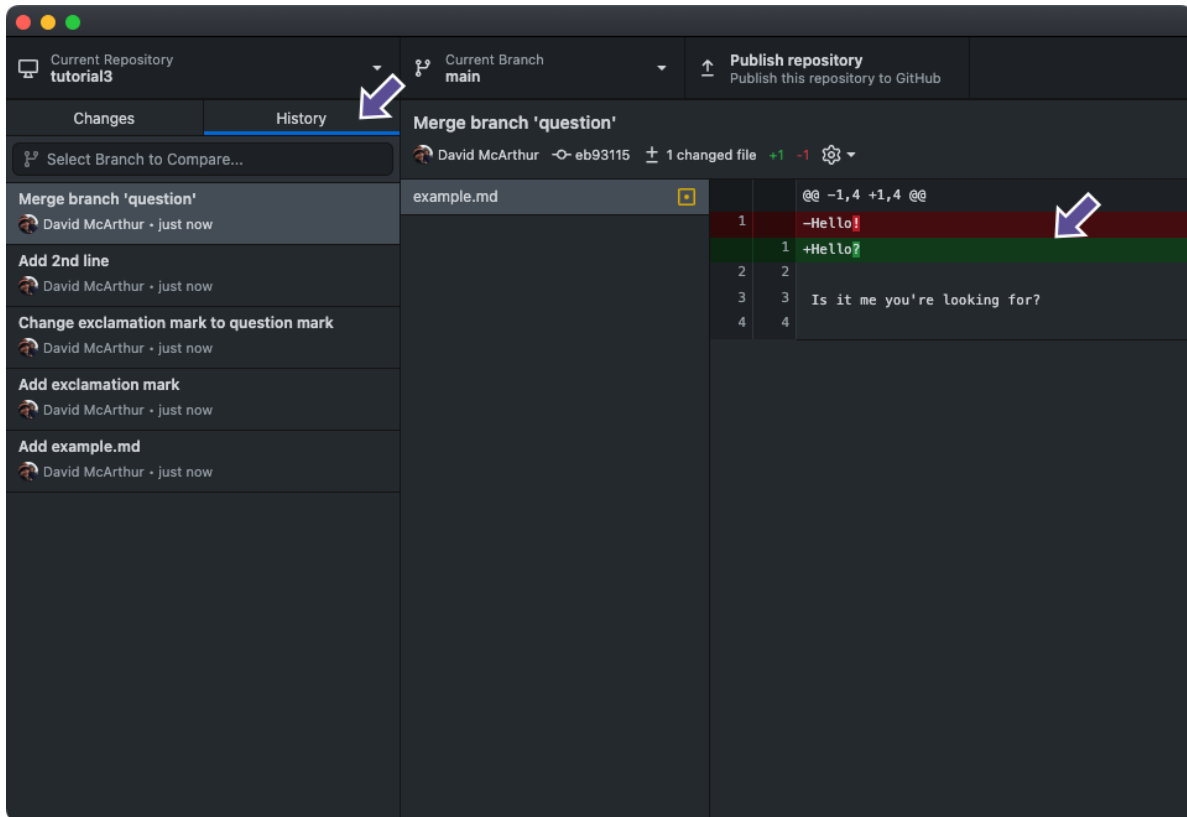 Current Repository
tutorial3
Current Branch
main
Publish repository
Publish this repository to GitHub
Changes
History
Select Branch to Compare...
Merge branch 'question'
David McArthur • just now
Add 2nd line
David McArthur • just now
Change exclamation mark to question mark
David McArthur • just now
Add exclamation mark
David McArthur • just now
Add example.md
David McArthur • just now
Merge branch 'question'
David McArthur eb93115 1 changed file +1 -1
example.md
@@ -1,4 +1,4 @@
1 -Hello!
1 +Hello?
2 2
3 3 Is it me you're looking for?
4 4